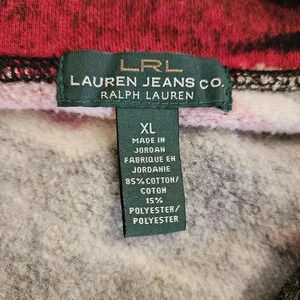 LRL
LAUREN JEANS CO.
RALPH LAUREN
XL
MADE IN
JORDAN
FABRIQUE EN
JORDANIE
85% COTTON/
COTON
15%
POLYESTER/
POLYESTER